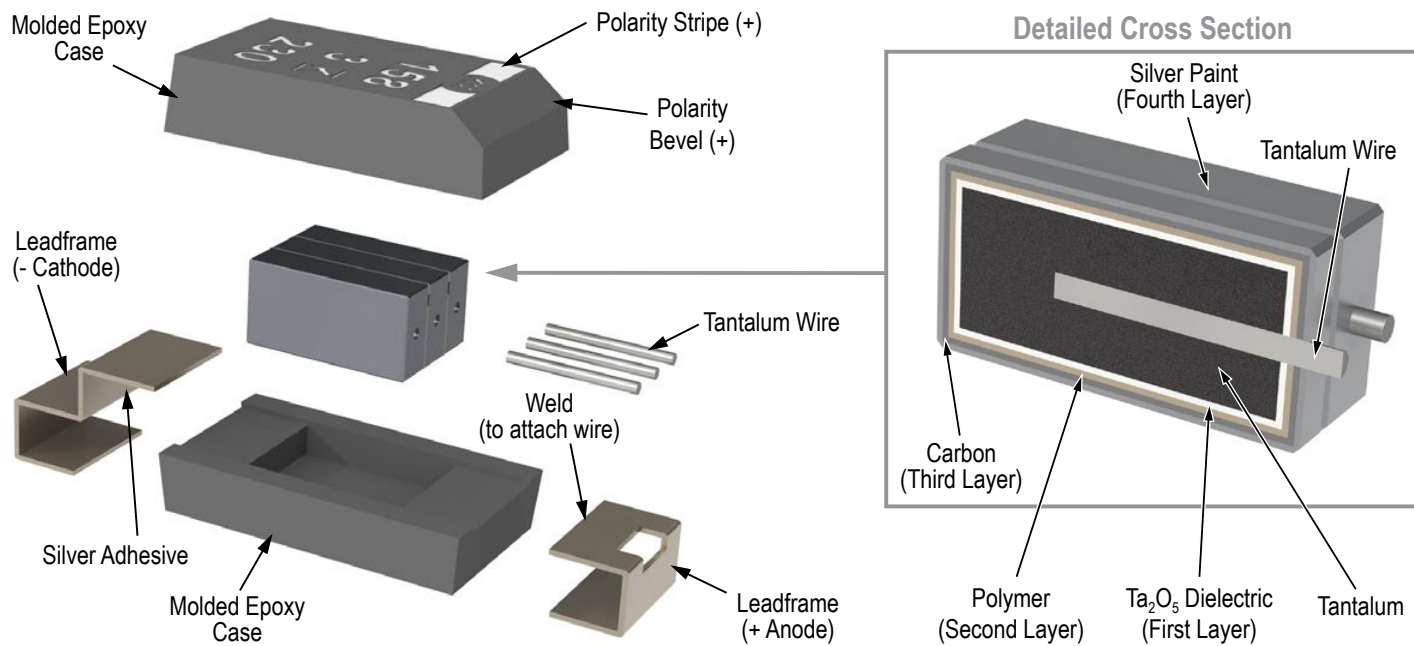 Molded Epoxy
Case
Polarity Stripe (+)
Polarity
Bevel (+)
230
3
158
Leadframe
(- Cathode)
Tantalum Wire
Weld
(to attach wire)
Silver Adhesive
Molded Epoxy
Case
Leadframe
(+ Anode)
Detailed Cross Section
Silver Paint
(Fourth Layer)
Tantalum Wire
Carbon
(Third Layer)
Polymer
(Second Layer)
Ta₂O₅ Dielectric
(First Layer)
Tantalum